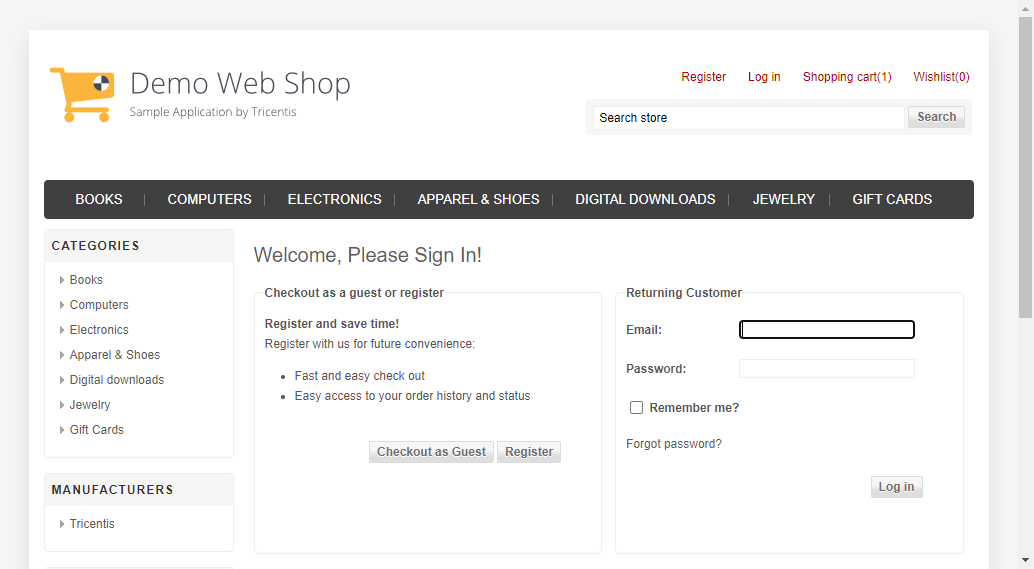 Demo Web Shop
Sample Application by Tricentis
Register Log in Shopping cart(1) Wishlist(0)
Search store Search
BOOKS COMPUTERS ELECTRONICS APPAREL & SHOES DIGITAL DOWNLOADS JEWELRY GIFT CARDS
CATEGORIES
Books
Computers
Electronics
Apparel & Shoes
Digital downloads
Jewelry
Gift Cards
MANUFACTURERS
Tricentis
Welcome, Please Sign In!
Checkout as a guest or register
Register and save time!
Register with us for future convenience:
Fast and easy check out
Easy access to your order history and status
Checkout as Guest Register
Returning Customer
Email:
Password:
Remember me?
Forgot password?
Log in